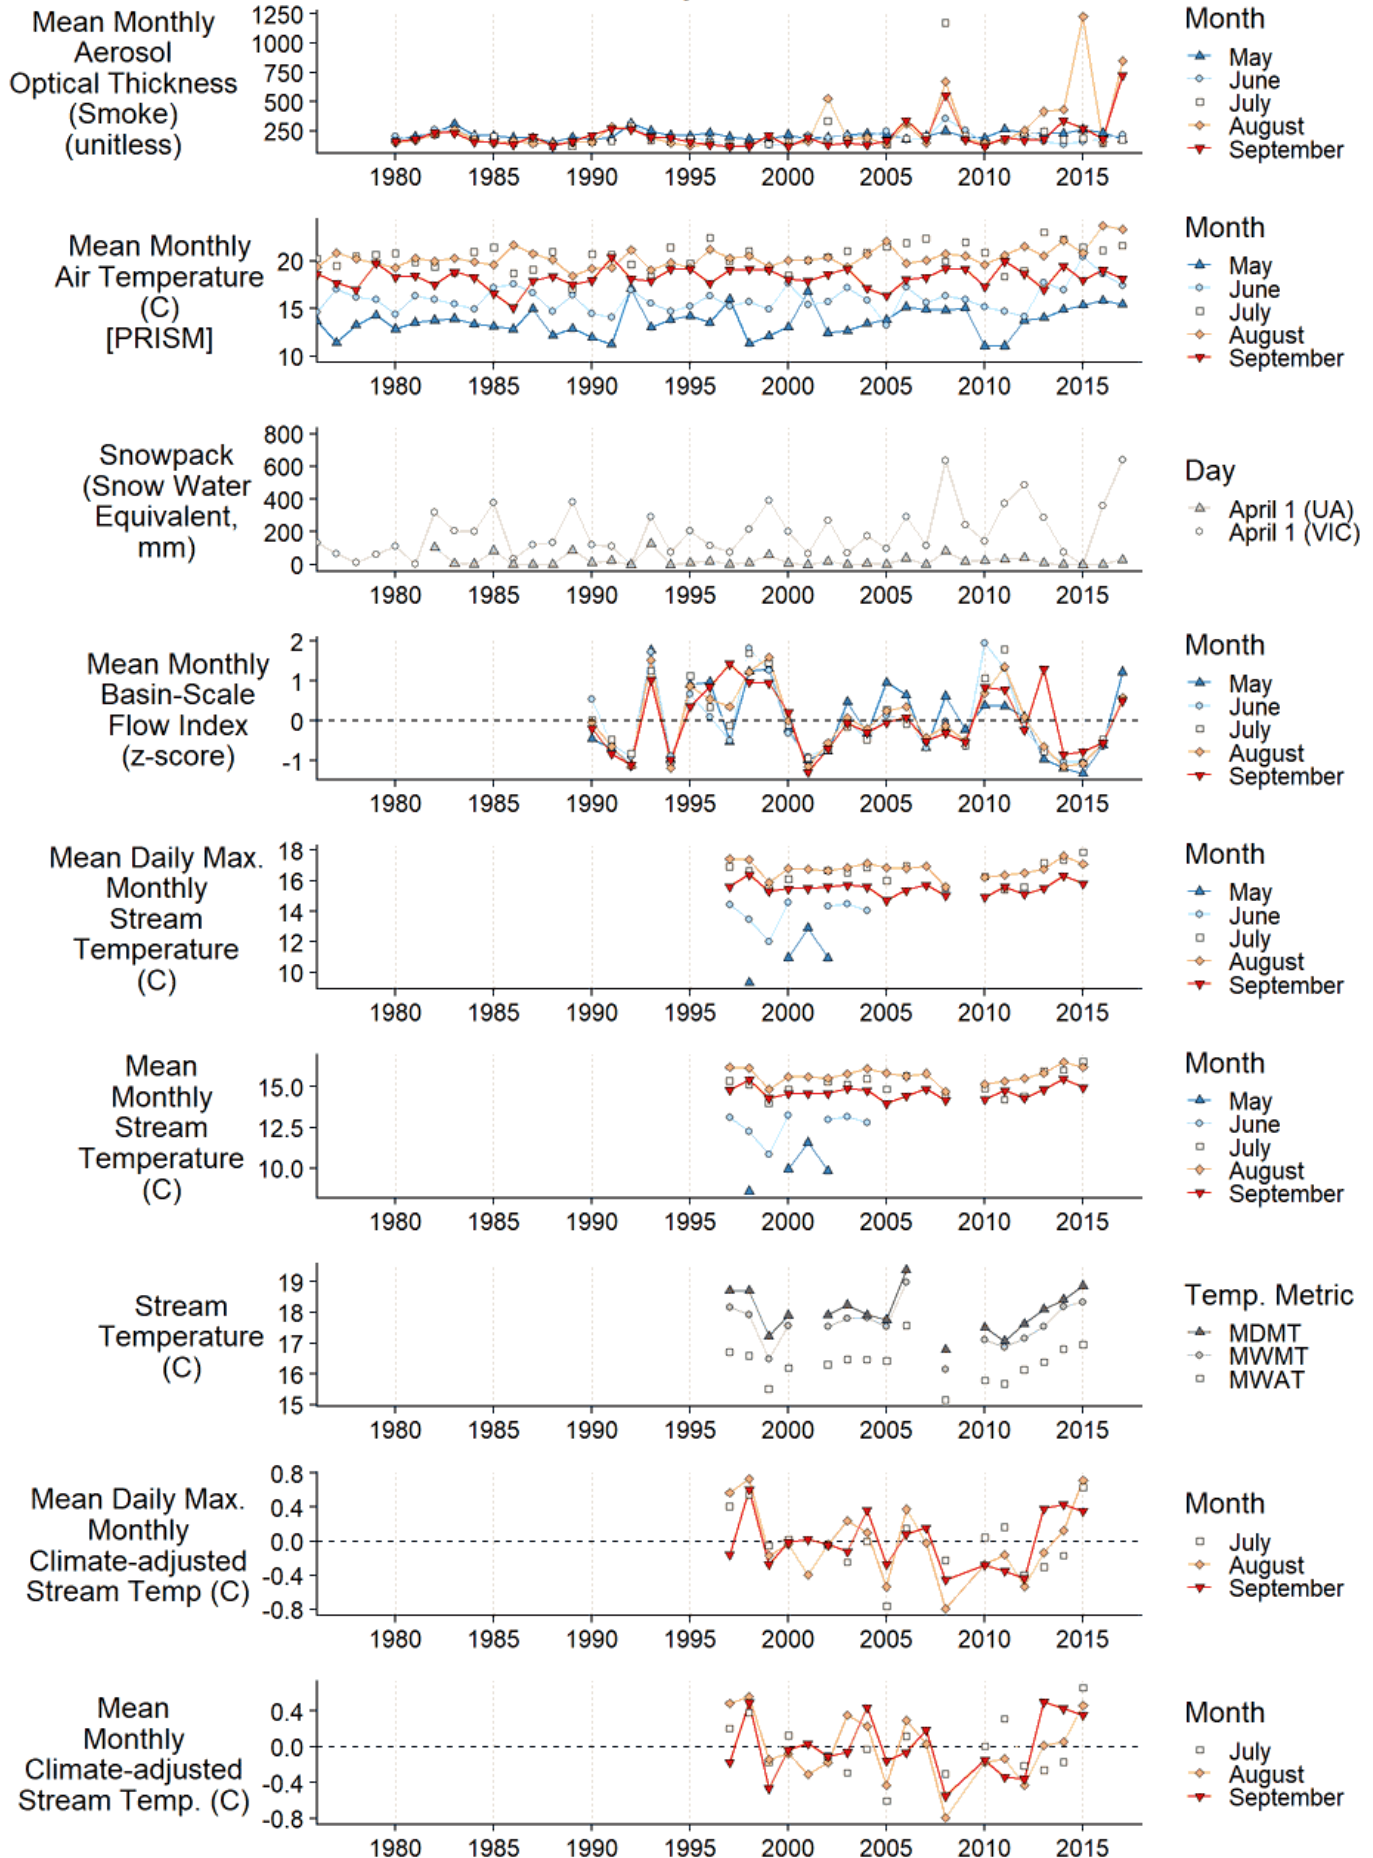 Mean Monthly
Aerosol
Optical Thickness
(Smoke)
(unitless)
1250
1000
750
500
250
1980 1985 1990 1995 2000 2005 2010 2015
Month
May
June
July
August
September
Mean Monthly
Air Temperature
(C)
[PRISM]
20
15
10
1980 1985 1990 1995 2000 2005 2010 2015
Month
May
June
July
August
September
Snowpack
(Snow Water
Equivalent,
mm)
800
600
400
200
0
1980 1985 1990 1995 2000 2005 2010 2015
Day
April 1 (UA)
April 1 (VIC)
Mean Monthly
Basin-Scale
Flow Index
(z-score)
2
1
0
-1
1980 1985 1990 1995 2000 2005 2010 2015
Month
May
June
July
August
September
Mean Daily Max.
Monthly
Stream
Temperature
(C)
18
16
14
12
10
1980 1985 1990 1995 2000 2005 2010 2015
Month
May
June
July
August
September
Mean
Monthly
Stream
Temperature
(C)
15.0
12.5
10.0
1980 1985 1990 1995 2000 2005 2010 2015
Month
May
June
July
August
September
Stream
Temperature
(C)
19
18
17
16
15
1980 1985 1990 1995 2000 2005 2010 2015
Temp. Metric
MDMT
MWMT
MWAT
Mean Daily Max.
Monthly
Climate-adjusted
Stream Temp (C)
0.8
0.4
0.0
-0.4
-0.8
1980 1985 1990 1995 2000 2005 2010 2015
Month
July
August
September
Mean
Monthly
Climate-adjusted
Stream Temp. (C)
0.4
0.0
-0.4
-0.8
1980 1985 1990 1995 2000 2005 2010 2015
Month
July
August
September